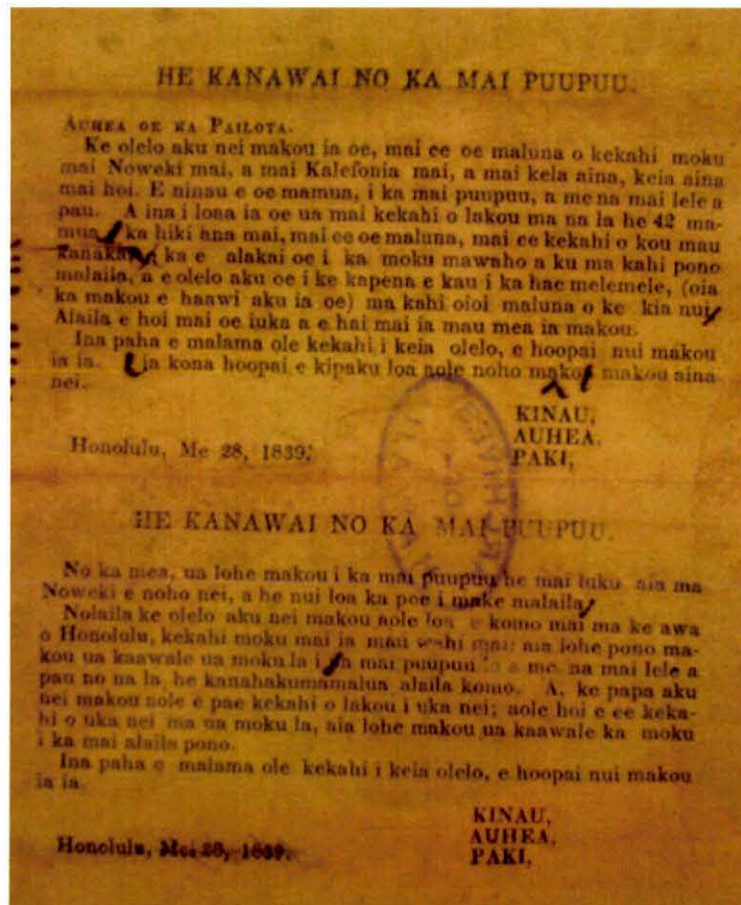 HE KANAWAI NO KA MAI PUUPUU.
AUHEA OE KA PAILOTA.
Ke olelo aku nei makou ia oe, mai ee oe maluna o kekahi moku
mai Noweki mai, a mai Kalefonia mai, a mai kela aina, keia aina
mai hoi. E ninau e oe mamua, i ka mai puupuu, a me na mai lele a
pau. A ina i loaa ia oe ua mai kekahi o lakou ma na la he 42 ma-
mua ka hiki ana mai, mai ee oe maluna, mai ee kekahi o kou mau
kanaka ka e alakai oe i ka moku mawaho a ku ma kahi pono
malaila, a e olelo aku oe i ke kapena e kau i ka hae melemele, (oia
ka makou e haawi aku ia oe) ma kahi oioi maluna o ke kia nui
Alaila e hoi mai oe iuka a e hai mai ia mau mea ia makou.
Ina paha e malama ole kekahi i keia olelo, e hoopai nui makou
ia ia. ia kona hoopai e kipaku loa aole noho makou aina
nei.
KINAU,
AUHEA,
Honolulu, Me 28, 1839. PAKI,
HE KANAWAI NO KA MAI PUUPUU.
No ka mea, ua lohe makou i ka mai puupuu he mai luku aia ma
Noweki e noho nei, a he nui loa ka poe i make malaila
Nolaila ke olelo aku nei makou aole loa e komo mai ma ke awa
o Honolulu, kekahi moku mai ia mau wahi mai aia lohe pono ma-
kou ua kaawale ua moku la i ka mai puupuu a me na mai lele a
pau no na la he kanahakumamalua alaila komo. A, ke papa aku
nei makou aole e pae kekahi o lakou i uka nei; aole hoi e ee keka-
hi o uka nei ma ua moku la, aia lohe makou ua kaawale ka moku
i ka mai alaila pono.
Ina paha e malama ole kekahi i keia olelo, e hoopai nui makou
ia ia.
KINAU,
AUHEA,
Honolulu, Mei 28, 1839. PAKI,